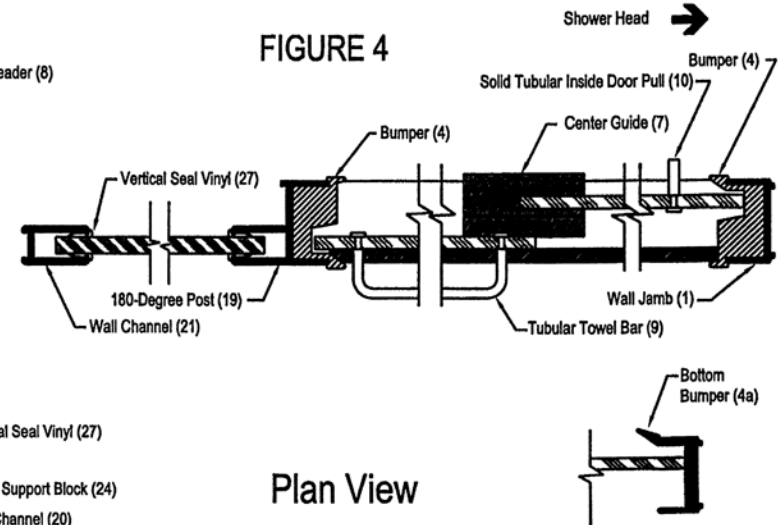 Shower Head
FIGURE 4
eader (8)
Bumper (4)
Solid Tubular Inside Door Pull (10)
Center Guide (7)
Bumper (4)
Vertical Seal Vinyl (27)
180-Degree Post (19)
Wall Jamb (1)
Wall Channel (21)
Tubular Towel Bar (9)
Bottom
Bumper (4a)
al Seal Vinyl (27)
Support Block (24)
Plan View
Channel (20)